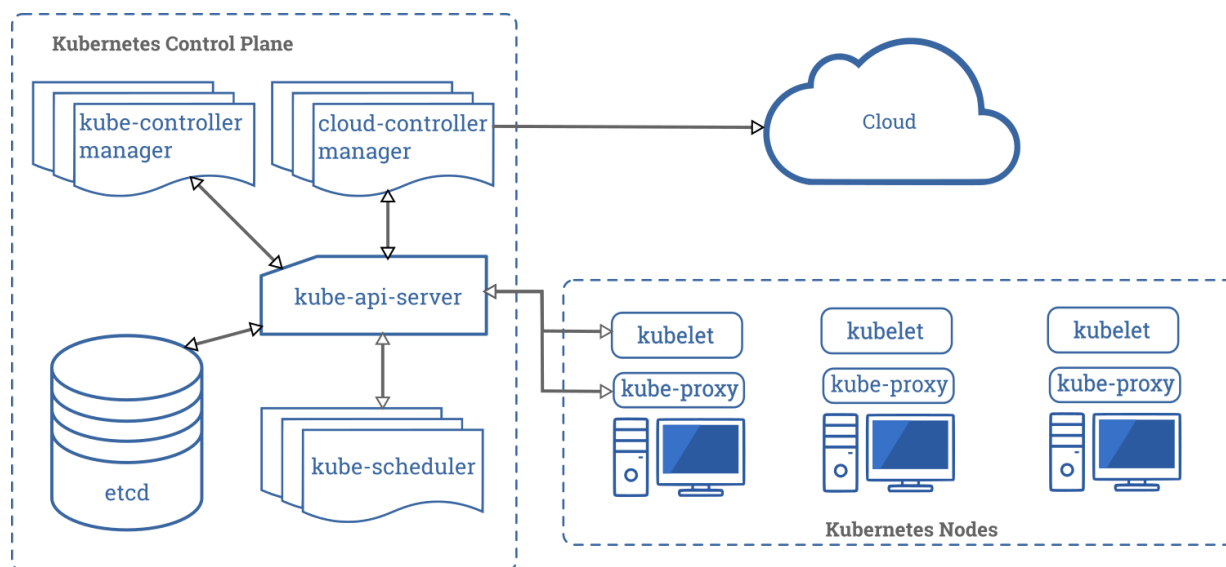 Kubernetes Control Plane
kube-controller
manager
cloud-controller
manager
Cloud
kube-api-server
etcd
kube-scheduler
kubelet
kube-proxy
kubelet
kube-proxy
kubelet
kube-proxy
Kubernetes Nodes